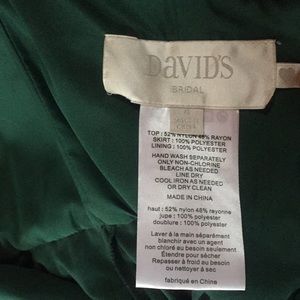 DAVID'S
BRIDAL
TOP : 52% NYLON 48% RAYON
SKIRT : 100% POLYESTER
LINING : 100% POLYESTER
HAND WASH SEPARATELY
ONLY NON-CHLORINE
BLEACH AS NEEDED
LINE DRY
COOL IRON AS NEEDED
OR DRY CLEAN
MADE IN CHINA
haut : 52% nylon 48% rayonne
jupe : 100% polyester
doublure : 100% polyester
Laver à la main séparément
blanchir avec un agent
non chloré au besoin seulement
Étendre pour sécher
Repasser à froid au besoin
ou nettoyer à sec
fabriqué en Chine